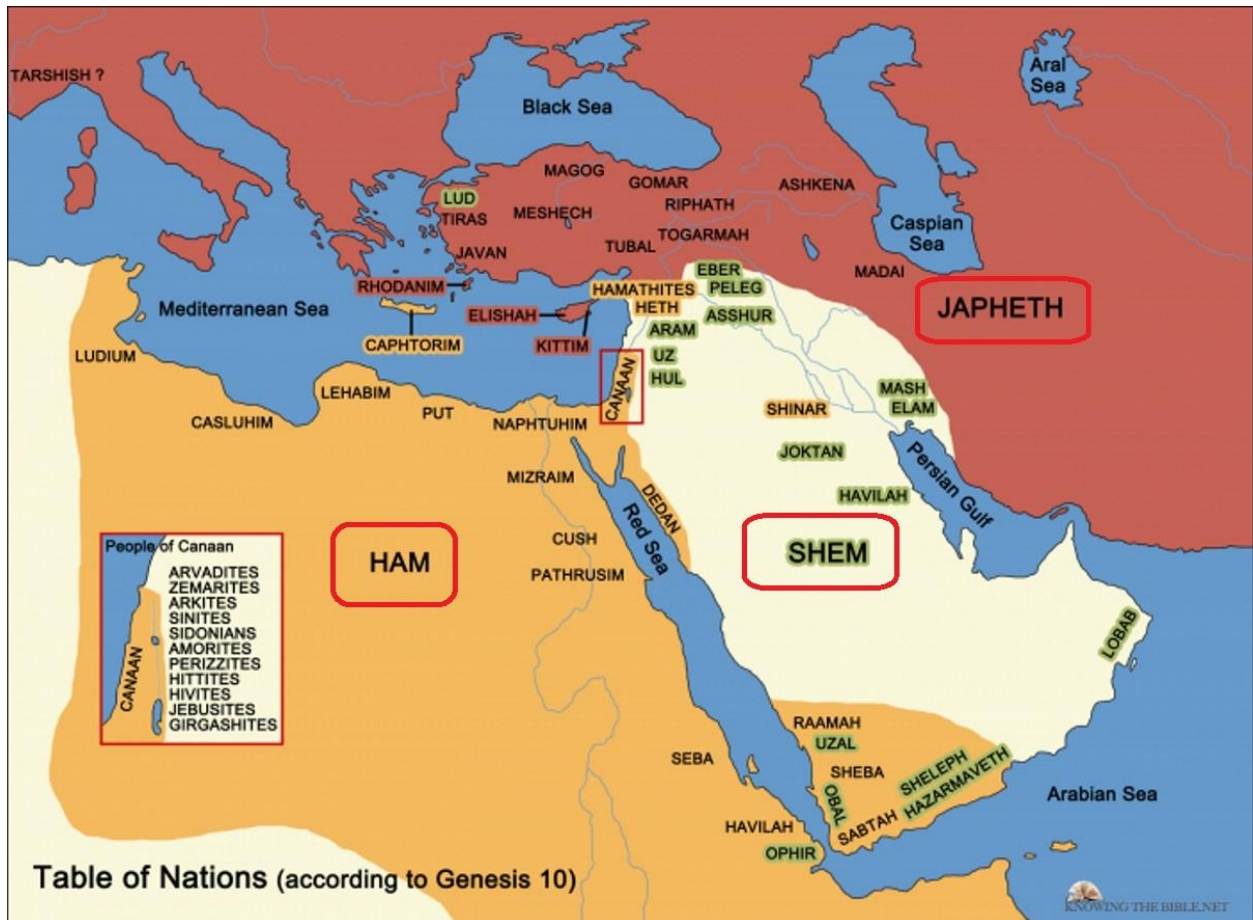 TARSHISH ?
Black Sea
Aral
Sea
MAGOG
GOMAR
ASHKENA
LUD
RIPHATH
TIRAS
MESHECH
TOGARMAH
Caspian
Sea
JAVAN
TUBAL
EBER
MADAI
RHODANIM
HAMATHITES
PELEG
Mediterranean Sea
HETH
JAPHETH
ELISHAH
ASSHUR
CAPHTORIM
KITTIM
ARAM
LUDIUM
UZ
HUL
CANAAN
LEHABIM
MASH
PUT
SHINAR
ELAM
CASLUHIM
NAPHTUHIM
JOKTAN
MIZRAIM
DEDAN
HAVILAH
Persian Gulf
Red Sea
CUSH
HAM
SHEM
PATHRUSIM
People of Canaan
ARVADITES
ZEMARITES
ARKITES
SINITES
SIDONIANS
AMORITES
PERIZZITES
HITTITES
HIVITES
JEBUSITES
GIRGASHITES
CANAAN
LOBAB
RAAMAH
UZAL
SEBA
SHEBA
SHELEPH
HAZARMAVETH
OBAL
SABTAH
Arabian Sea
HAVILAH
OPHIR
Table of Nations (according to Genesis 10)
KNOWING THE BIBLE.NET